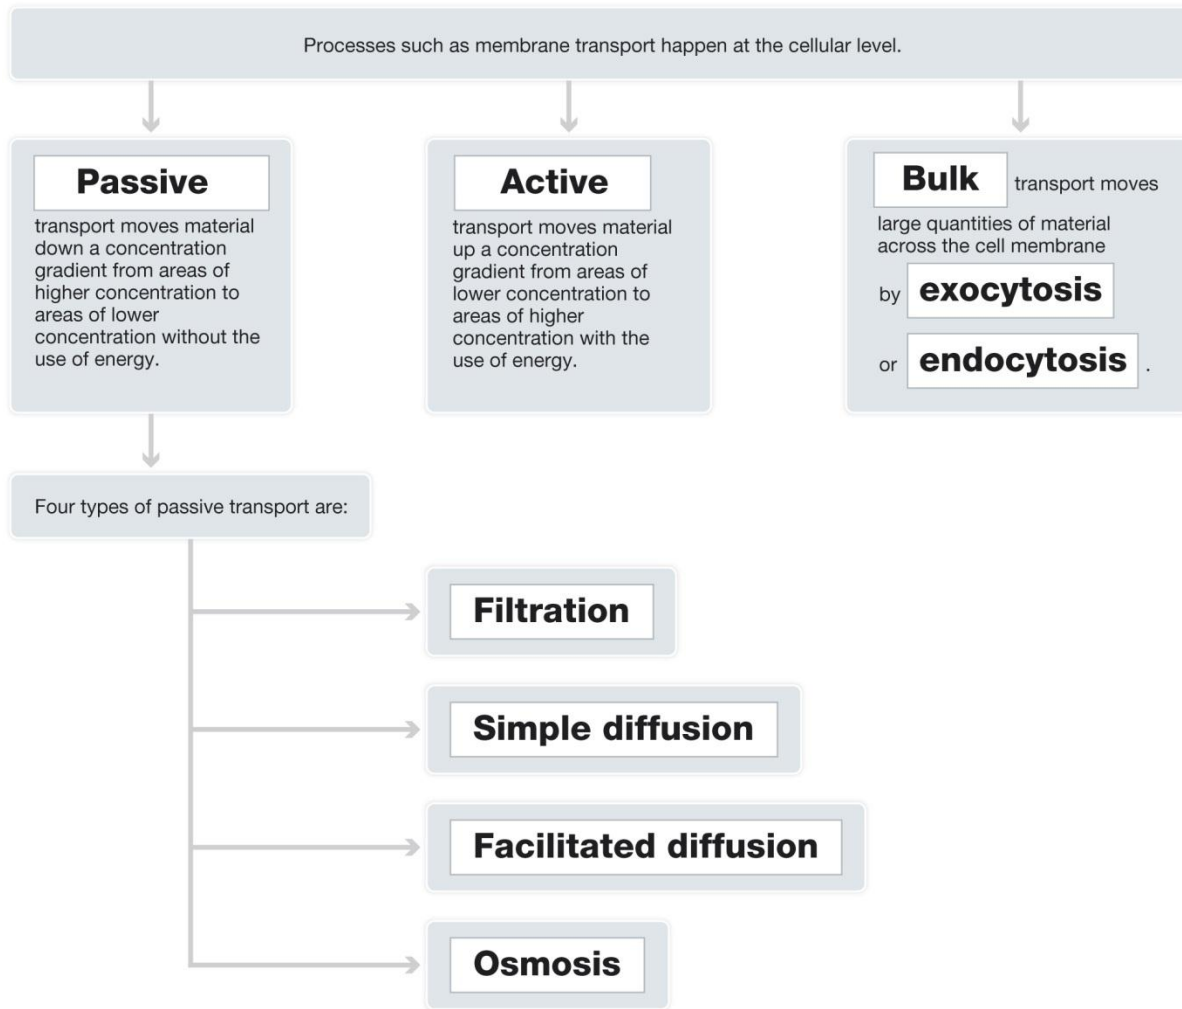 Processes such as membrane transport happen at the cellular level.
Passive
transport moves material
down a concentration
gradient from areas of
higher concentration to
areas of lower
concentration without the
use of energy.
Active
transport moves material
up a concentration
gradient from areas of
lower concentration to
areas of higher
concentration with the
use of energy.
Bulk transport moves
large quantities of material
across the cell membrane
by exocytosis
or endocytosis .
Four types of passive transport are:
Filtration
Simple diffusion
Facilitated diffusion
Osmosis